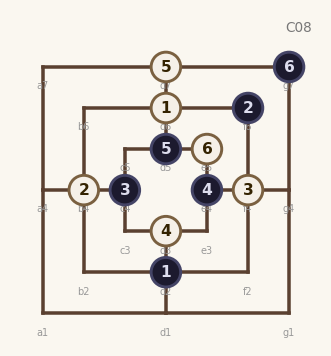 C08
5 6
a7 d7 g7
1 2
b6 d6 f6
5 6
c5 d5 e5
2 3 4 3
a4 b4 c4 e4 f4 g4
4
c3 d3 e3
1
b2 d2 f2
a1 d1 g1